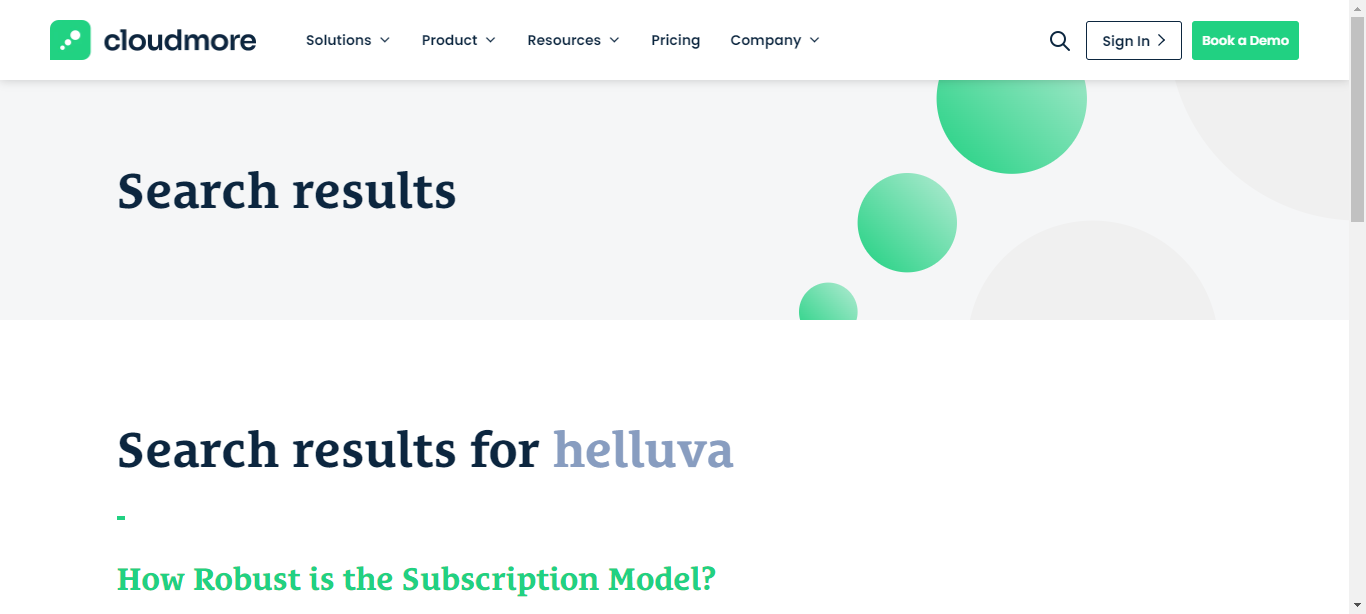 cloudmore
Solutions
Product
Resources
Pricing
Company
Sign In
Book a Demo
Search results
Search results for helluva
How Robust is the Subscription Model?